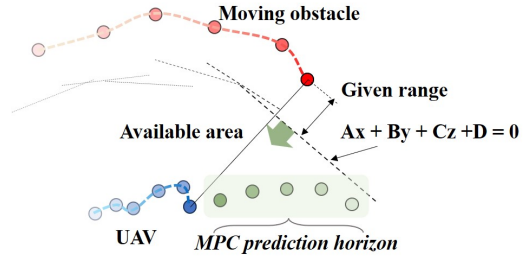 Moving obstacle
Given range
Available area
Ax + By + Cz +D = 0
UAV
MPC prediction horizon